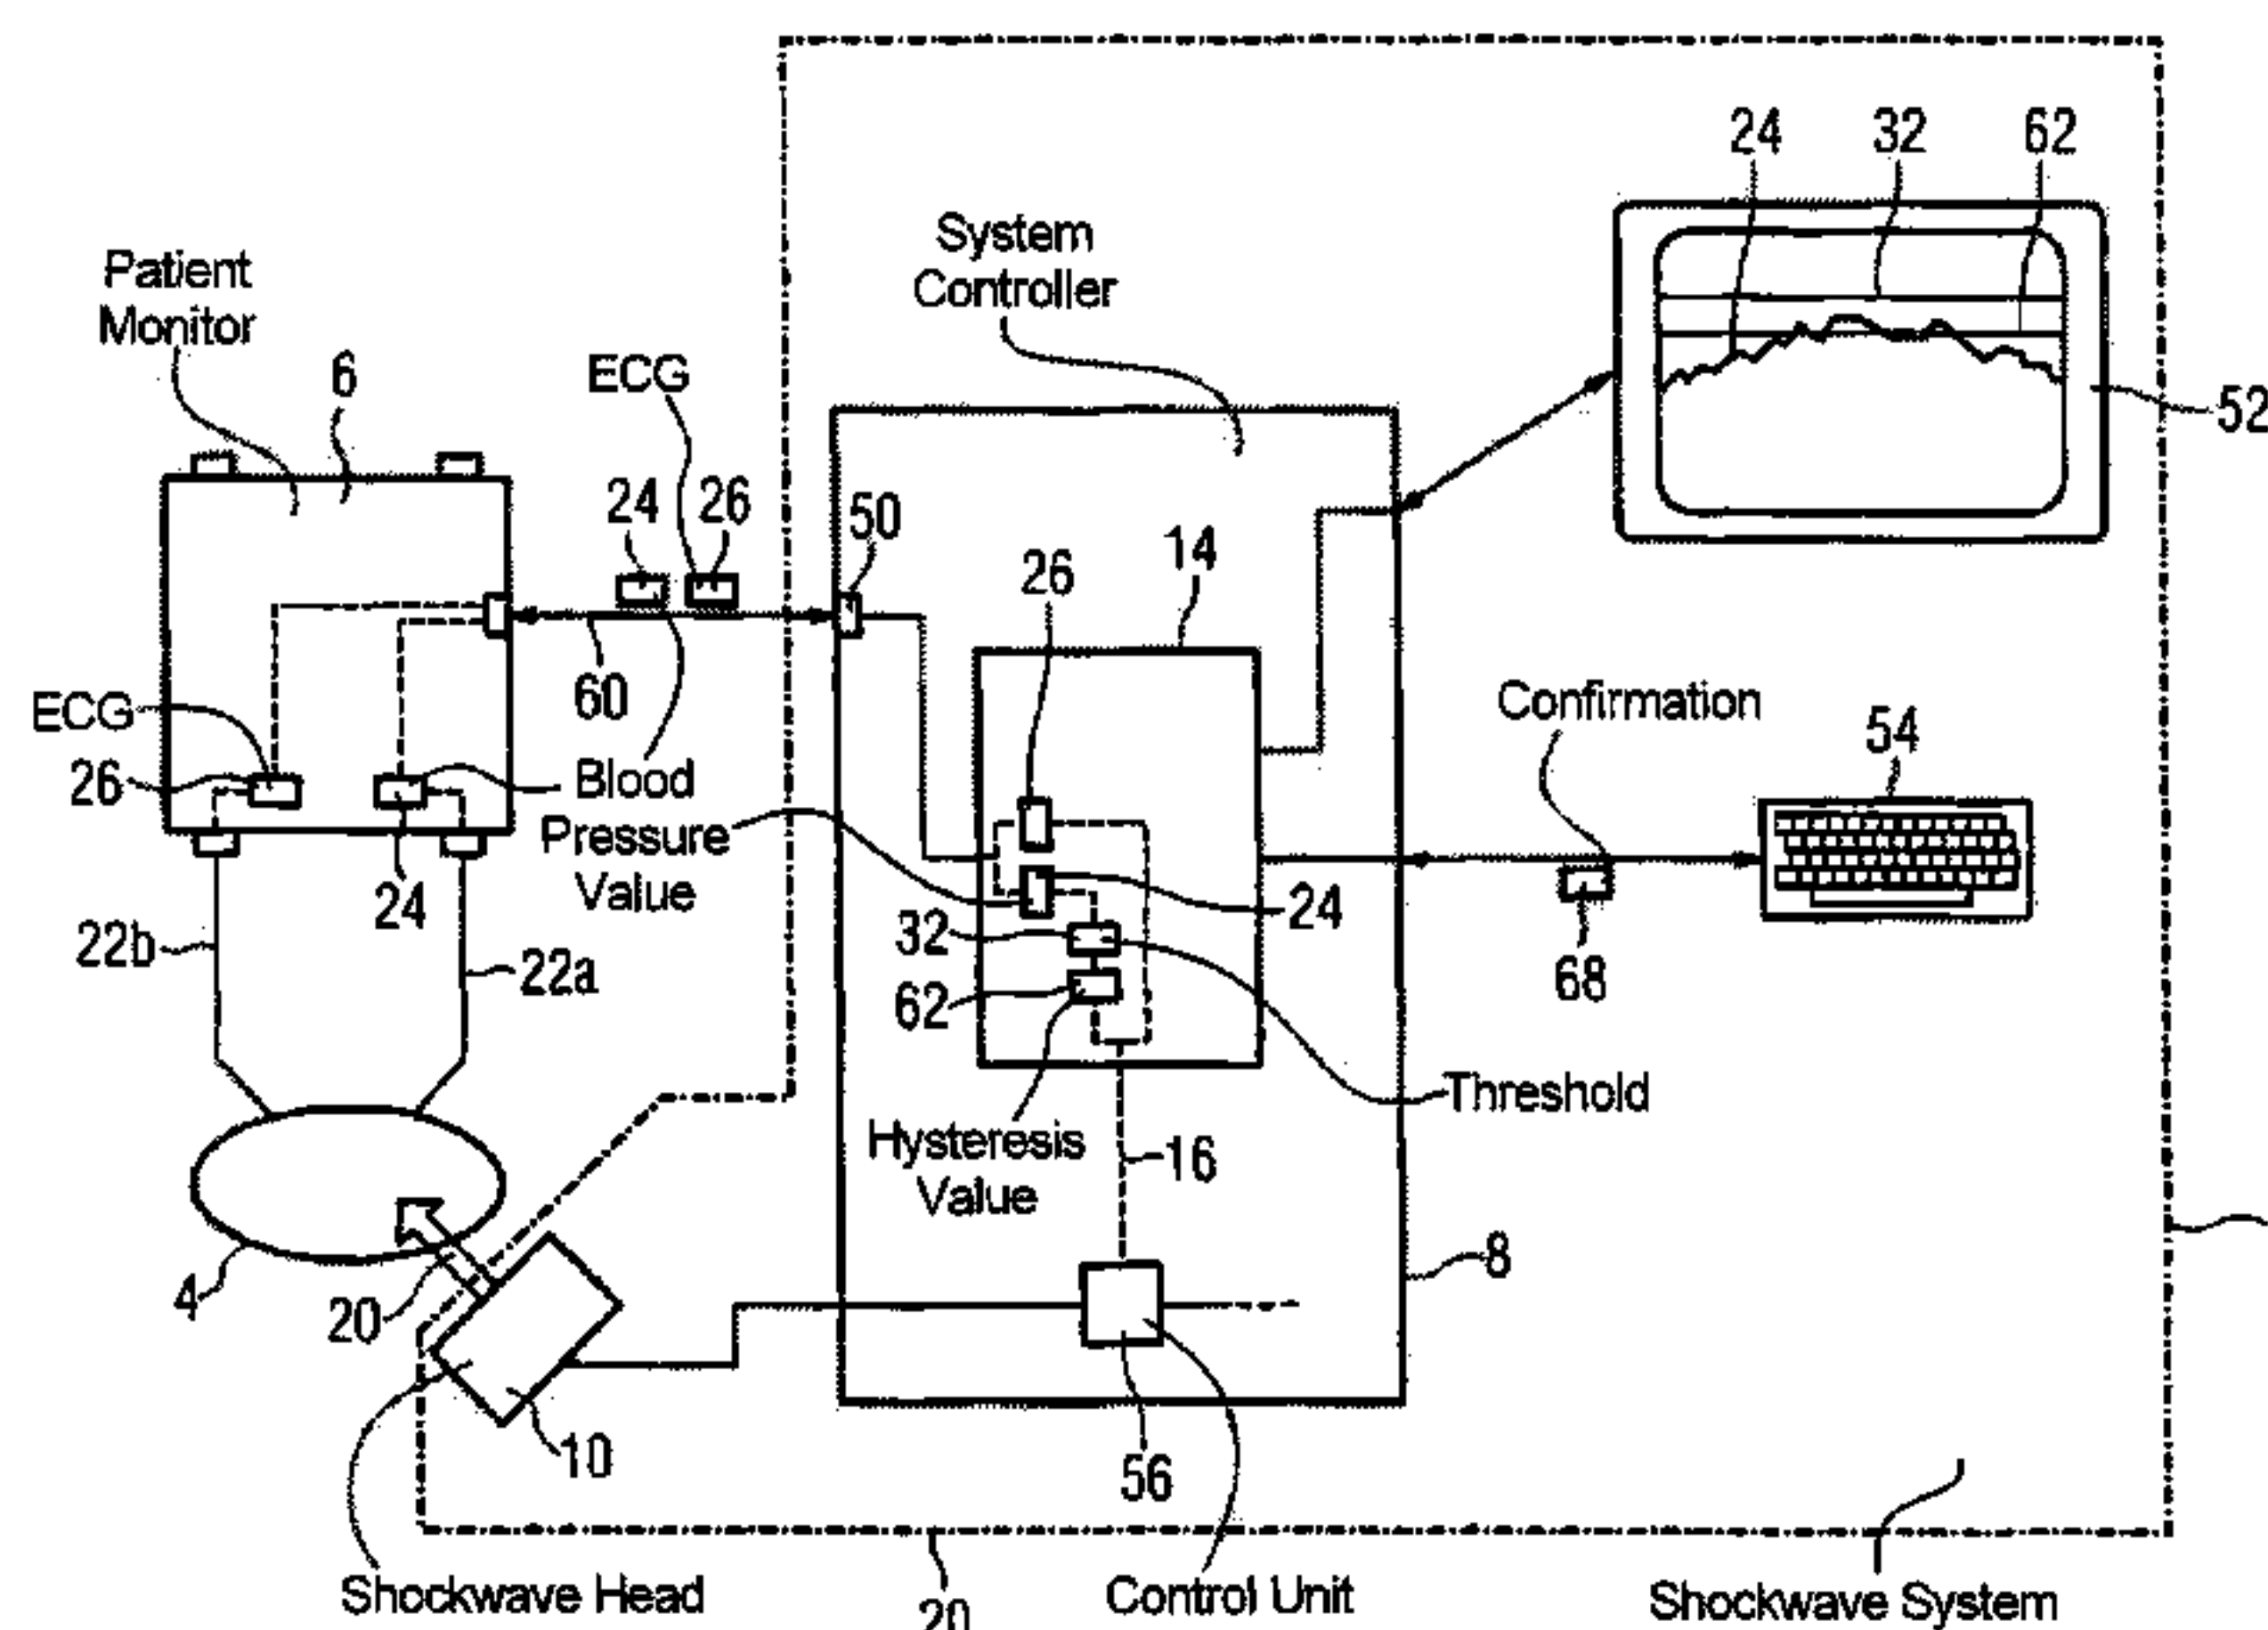 24 32 62
System
Controller
Patient
Monitor
6
ECG
52
24 26 50
14
26
60
Confirmation
54
ECG
26
Blood
Pressure
Value
24
22b
22a
32
24
62
68
Threshold
Hysteresis
Value
16
8
4
20
10
56
Shockwave Head
20
Control Unit
Shockwave System